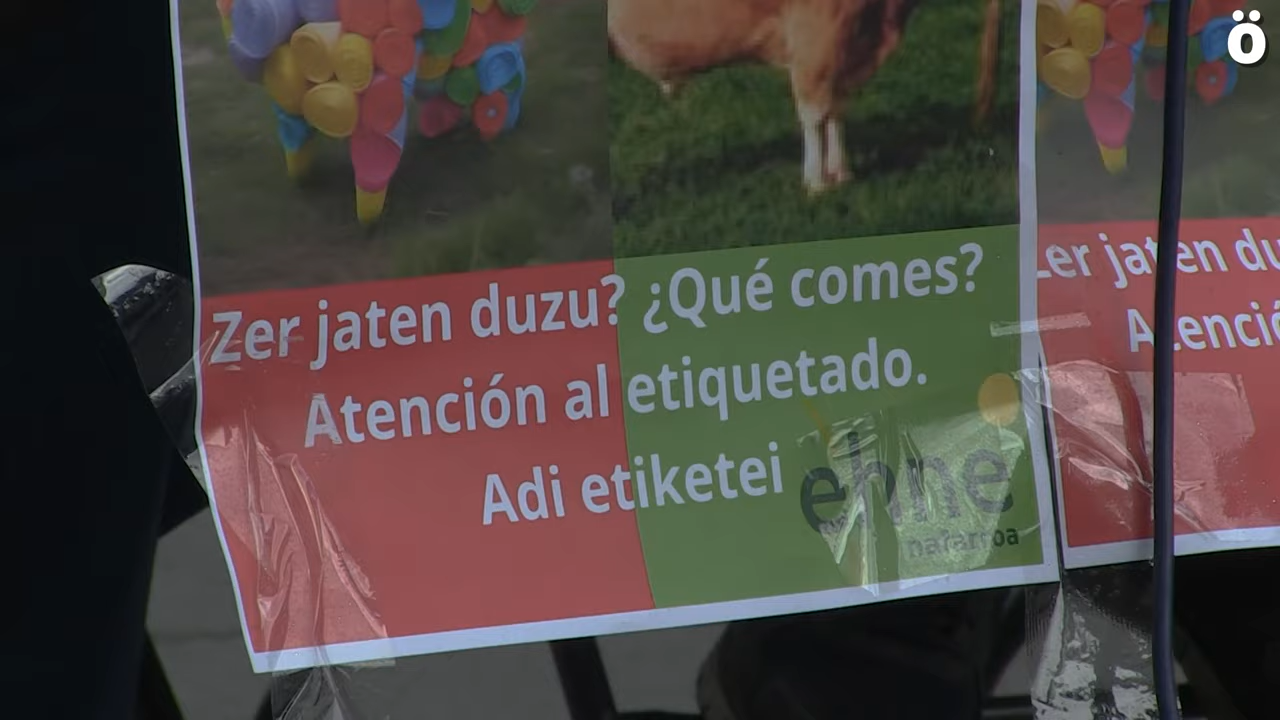 ö
Zer jaten duzu? ¿Qué comes?
Atención al etiquetado.
Adi etiketei
ehne
nafarroa
Zer jaten du
Atenció